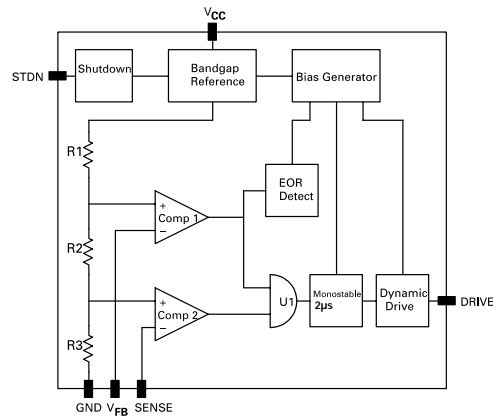 VCC
STDN
Shutdown
Bandgap
Reference
Bias Generator
R1
EOR
Detect
+
Comp 1
−
R2
U1
Monostable
2µs
Dynamic
Drive
DRIVE
+
Comp 2
−
R3
GND
VFB
SENSE